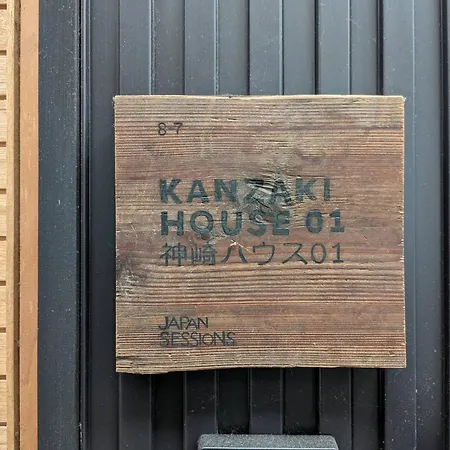 8-7
KANZAKI
HOUSE 01
神崎ハウス01
JAPAN
SESSIONS